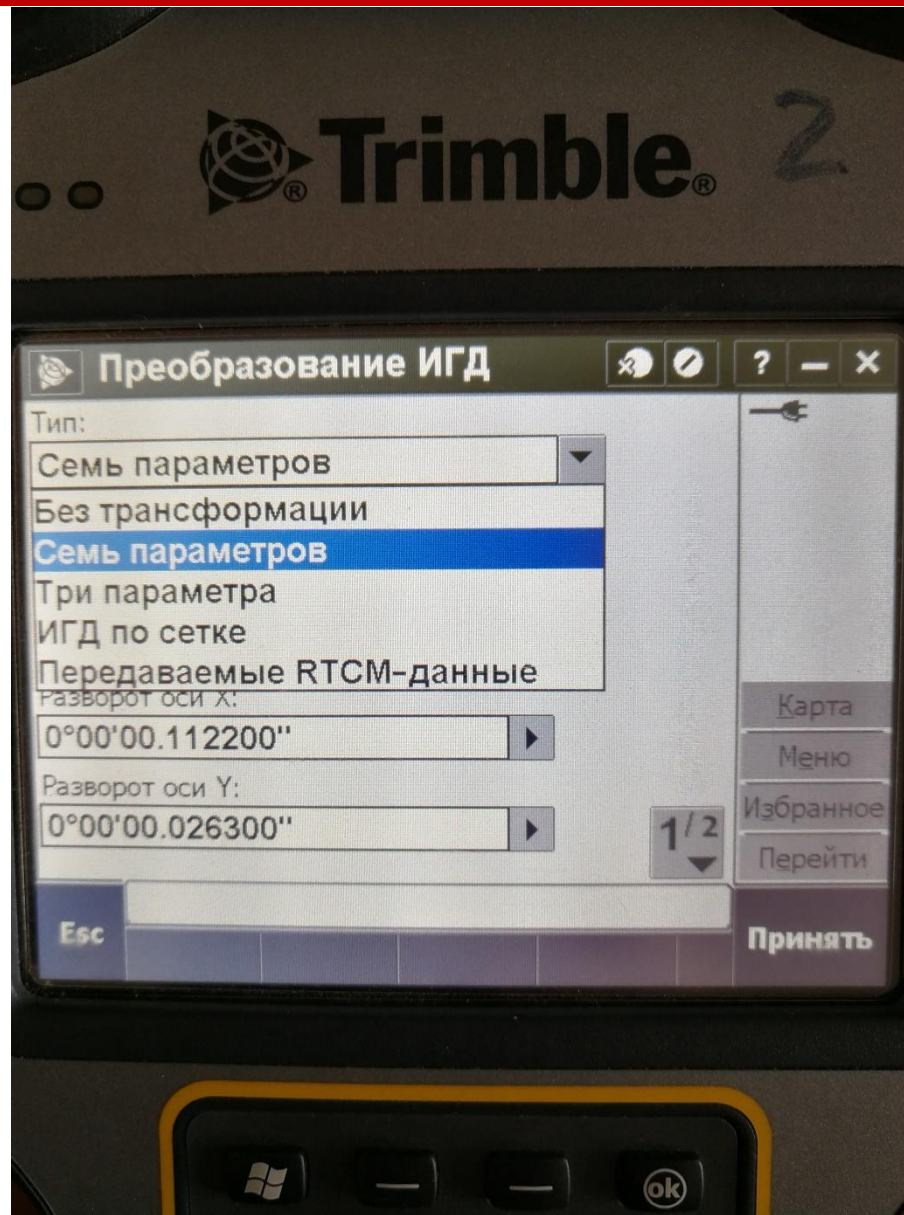 Trimble® 2
Преобразование ИГД ? – ×
Тип:
Семь параметров
Без трансформации
Семь параметров
Три параметра
ИГД по сетке
Передаваемые RTCM-данные
Разворот оси X:
0°00'00.112200"
Разворот оси Y:
0°00'00.026300"
1/2
Карта
Меню
Избранное
Перейти
Esc
Принять
ok